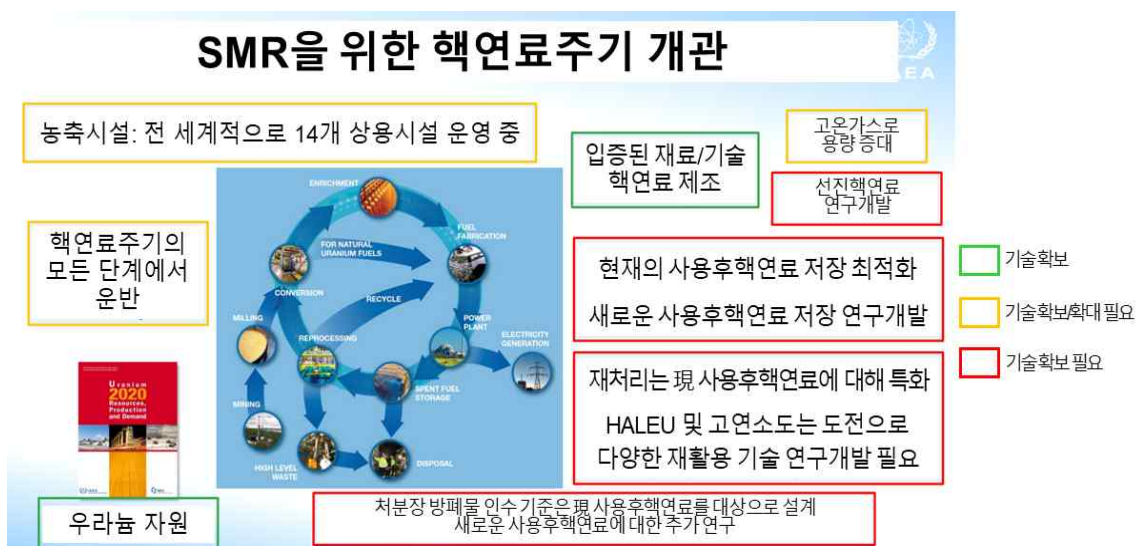 SMR을 위한 핵연료주기 개관
AEA
농축시설: 전 세계적으로 14개 상용시설 운영 중
입증된 재료/기술
핵연료 제조
고온가스로
용량 증대
선진핵연료
연구개발
핵연료주기의
모든 단계에서
운반
ENRICHMENT
FUEL
FABRICATION
FOR NATURAL
URANIUM FUELS
CONVERSION
RECYCLE
MILLING
REPROCESSING
POWER
PLANT
ELECTRICITY
GENERATION
SPENT FUEL
STORAGE
MINING
HIGH LEVEL
WASTE
DISPOSAL
현재의 사용후핵연료 저장 최적화
새로운 사용후핵연료 저장 연구개발
기술확보
기술확보/확대 필요
기술확보 필요
재처리는 現 사용후핵연료에 대해 특화
HALEU 및 고연소도는 도전으로
다양한 재활용 기술 연구개발 필요
Uranium
2020
Resources,
Production
and Demand
우라늄 자원
처분장 방폐물 인수 기준은 現 사용후핵연료를 대상으로 설계
새로운 사용후핵연료에 대한 추가 연구